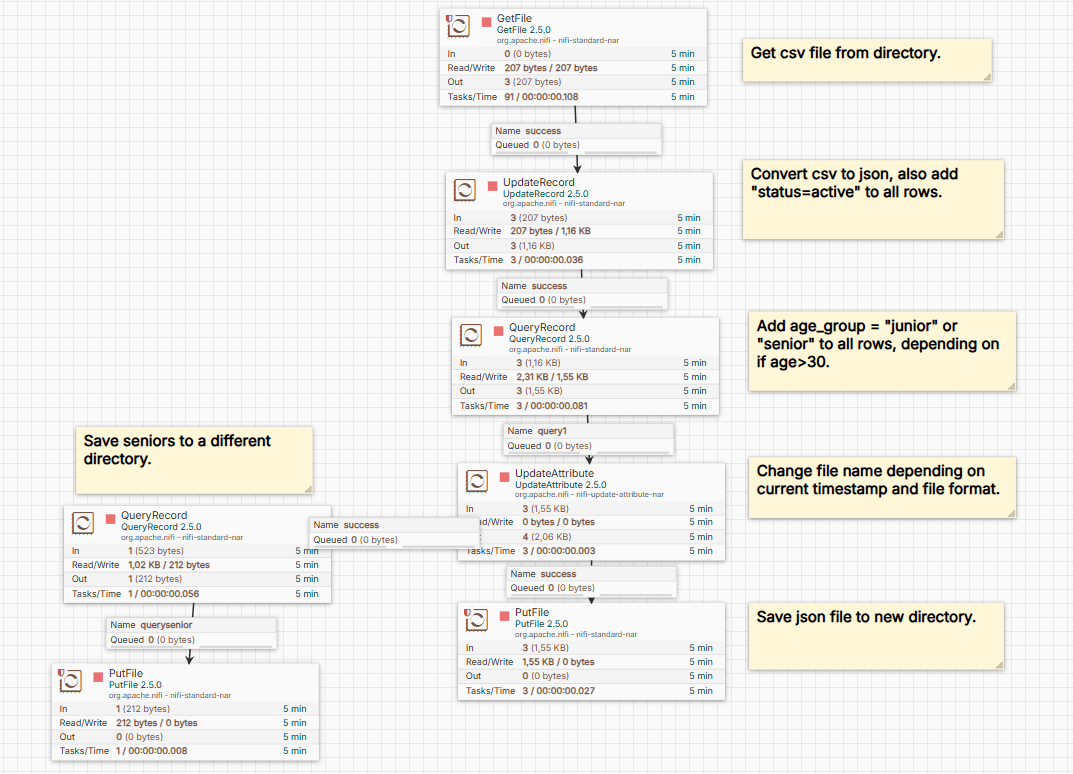 GetFile
GetFile 2.5.0
org.apache.nifi - nifi-standard-nar
In 0 (0 bytes) 5 min
Read/Write 207 bytes / 207 bytes 5 min
Out 3 (207 bytes) 5 min
Tasks/Time 91 / 00:00:00.108 5 min
Get csv file from directory.
Name success
Queued 0 (0 bytes)
UpdateRecord
UpdateRecord 2.5.0
org.apache.nifi - nifi-standard-nar
In 3 (207 bytes) 5 min
Read/Write 207 bytes / 1,16 KB 5 min
Out 3 (1,16 KB) 5 min
Tasks/Time 3 / 00:00:00.036 5 min
Convert csv to json, also add
"status=active" to all rows.
Name success
Queued 0 (0 bytes)
QueryRecord
QueryRecord 2.5.0
org.apache.nifi - nifi-standard-nar
In 3 (1,16 KB) 5 min
Read/Write 2,31 KB / 1,55 KB 5 min
Out 3 (1,55 KB) 5 min
Tasks/Time 3 / 00:00:00.081 5 min
Add age_group = "junior" or
"senior" to all rows, depending on
if age>30.
Name query1
Queued 0 (0 bytes)
UpdateAttribute
UpdateAttribute 2.5.0
org.apache.nifi - nifi-update-attribute-nar
In 3 (1,55 KB) 5 min
d/Write 0 bytes / 0 bytes 5 min
: 4 (2,06 KB) 5 min
Tasks/Time 3 / 00:00:00.003 5 min
Change file name depending on
current timestamp and file format.
Save seniors to a different
directory.
Name success
Queued 0 (0 bytes)
QueryRecord
QueryRecord 2.5.0
org.apache.nifi - nifi-standard-nar
In 1 (523 bytes) 5 min
Read/Write 1,02 KB / 212 bytes 5 min
Out 1 (212 bytes) 5 min
Tasks/Time 1 / 00:00:00.056 5 min
Name success
Queued 0 (0 bytes)
PutFile
PutFile 2.5.0
org.apache.nifi - nifi-standard-nar
In 3 (1,55 KB) 5 min
Read/Write 1,55 KB / 0 bytes 5 min
Out 0 (0 bytes) 5 min
Tasks/Time 3 / 00:00:00.027 5 min
Save json file to new directory.
Name querysenior
Queued 0 (0 bytes)
PutFile
PutFile 2.5.0
org.apache.nifi - nifi-standard-nar
In 1 (212 bytes) 5 min
Read/Write 212 bytes / 0 bytes 5 min
Out 0 (0 bytes) 5 min
Tasks/Time 1 / 00:00:00.008 5 min